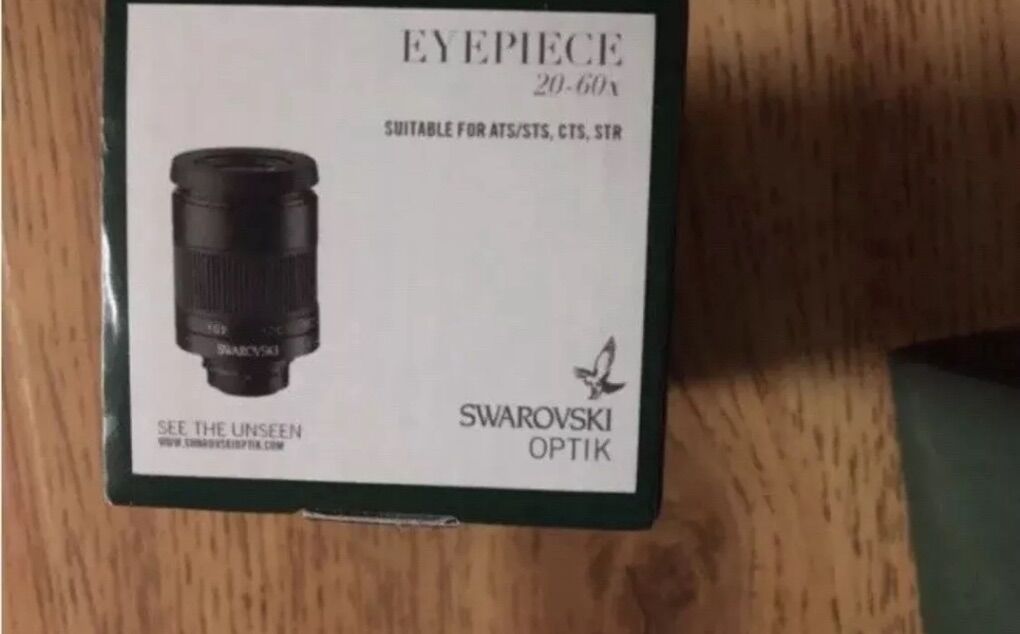 EYEPIECE
20-60x
SUITABLE FOR ATS/STS, CTS, STR
SWAROVSKI
SWAROVSKI
OPTIK
SEE THE UNSEEN
WWW.SWAROVSKIOPTIK.COM